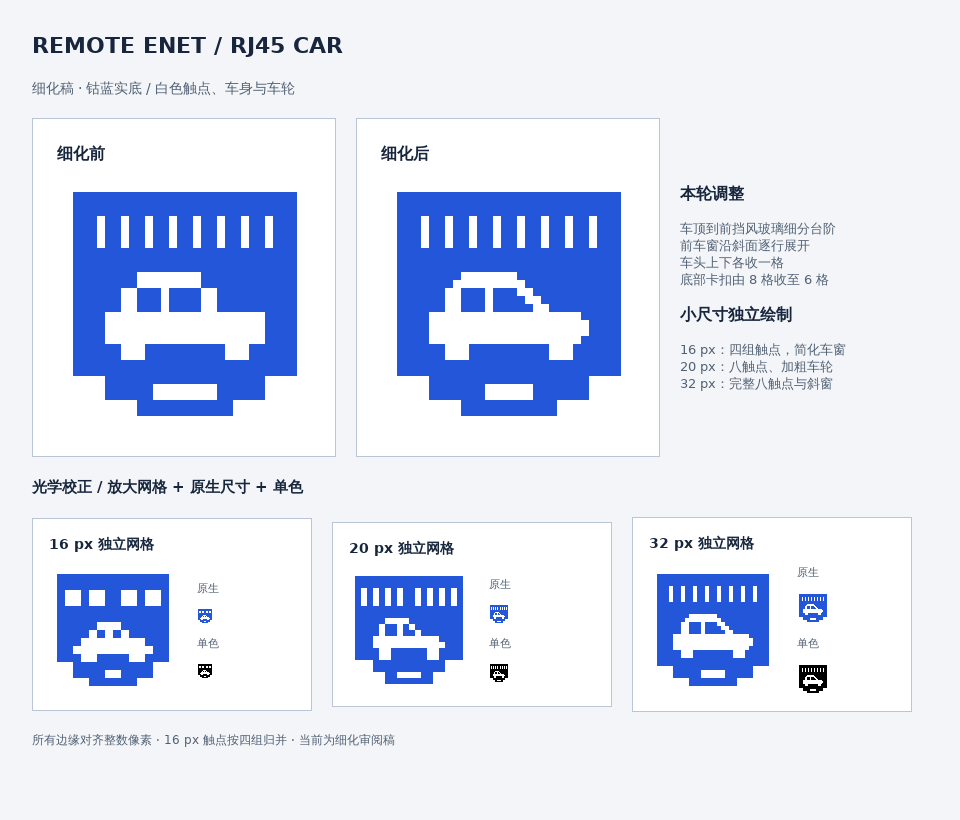 REMOTE ENET / RJ45 CAR
细化稿 · 钴蓝实底 / 白色触点、车身与车轮
细化前
细化后
本轮调整
车顶到前挡风玻璃细分台阶
前车窗沿斜面逐行展开
车头上下各收一格
底部卡扣由 8 格收至 6 格
小尺寸独立绘制
16 px：四组触点，简化车窗
20 px：八触点、加粗车轮
32 px：完整八触点与斜窗
光学校正 / 放大网格 + 原生尺寸 + 单色
16 px 独立网格
原生
单色
20 px 独立网格
原生
单色
32 px 独立网格
原生
单色
所有边缘对齐整数像素 · 16 px 触点按四组归并 · 当前为细化审阅稿